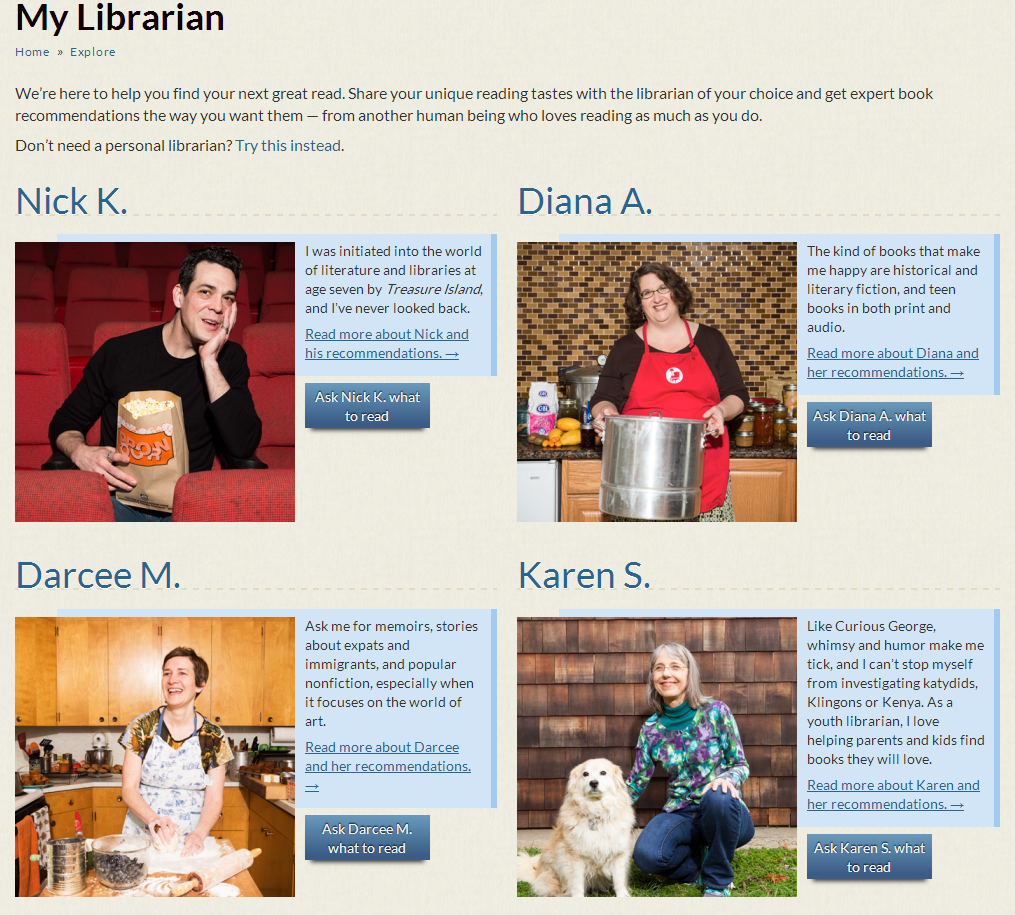 My Librarian
Home » Explore
We’re here to help you find your next great read. Share your unique reading tastes with the librarian of your choice and get expert book
recommendations the way you want them — from another human being who loves reading as much as you do.
Don’t need a personal librarian? Try this instead.
Nick K.
I was initiated into the world
of literature and libraries at
age seven by Treasure Island,
and I’ve never looked back.
Read more about Nick and
his recommendations. →
Ask Nick K. what
to read
Diana A.
The kind of books that make
me happy are historical and
literary fiction, and teen
books in both print and
audio.
Read more about Diana and
her recommendations. →
Ask Diana A. what
to read
Darcee M.
Ask me for memoirs, stories
about expats and
immigrants, and popular
nonfiction, especially when
it focuses on the world of
art.
Read more about Darcee
and her recommendations.
→
Ask Darcee M.
what to read
Karen S.
Like Curious George,
whimsy and humor make me
tick, and I can’t stop myself
from investigating katydids,
Klingons or Kenya. As a
youth librarian, I love
helping parents and kids find
books they will love.
Read more about Karen and
her recommendations. →
Ask Karen S. what
to read